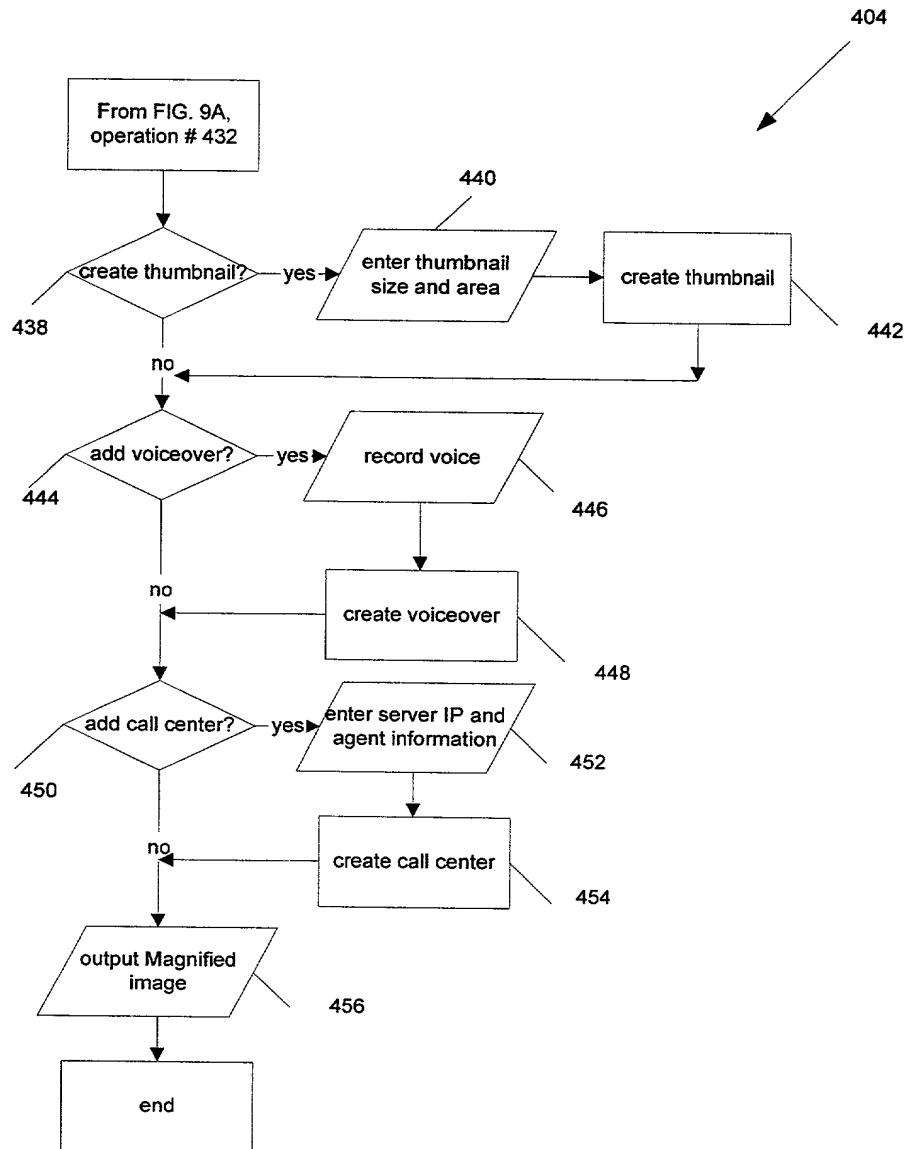 404
From FIG. 9A,
operation # 432
440
create thumbnail?
yes
enter thumbnail
size and area
create thumbnail
438
442
no
add voiceover?
yes
record voice
444
446
no
create voiceover
448
add call center?
yes
enter server IP and
agent information
452
450
no
create call center
454
output Magnified
image
456
end